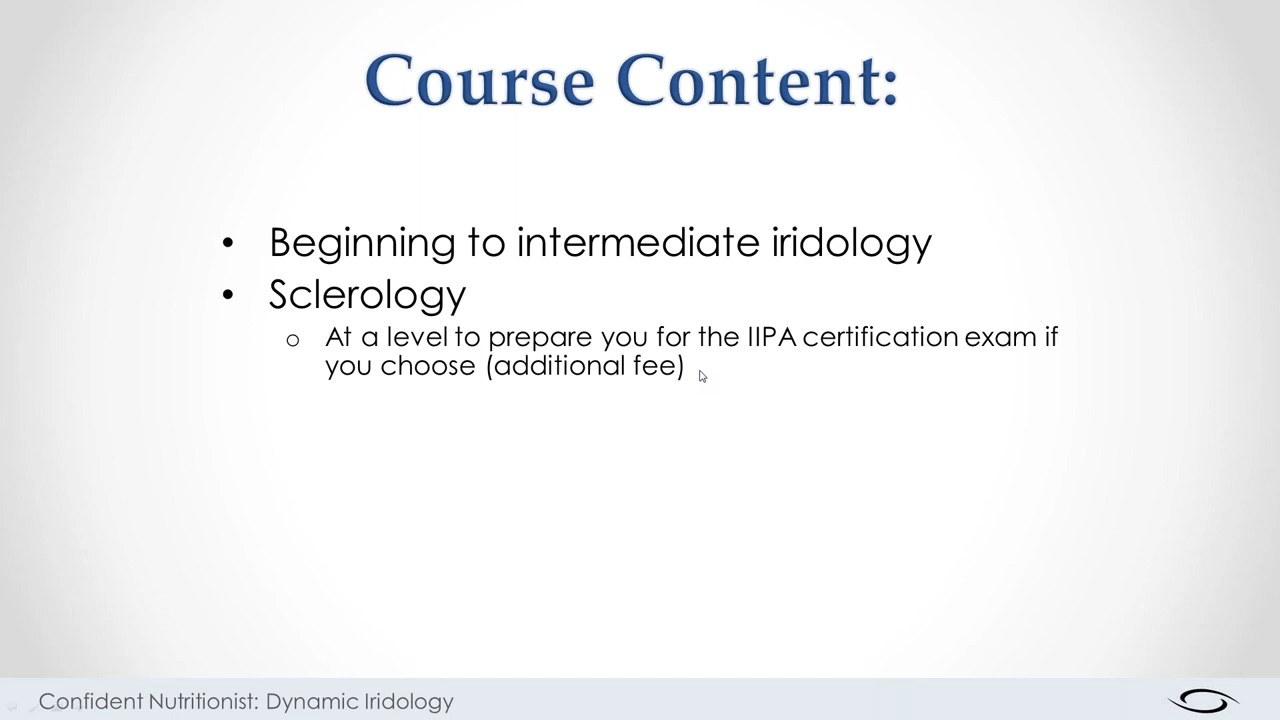 Course Content:
• Beginning to intermediate iridology
• Sclerology
o At a level to prepare you for the IIPA certification exam if
you choose (additional fee)
Confident Nutritionist: Dynamic Iridology